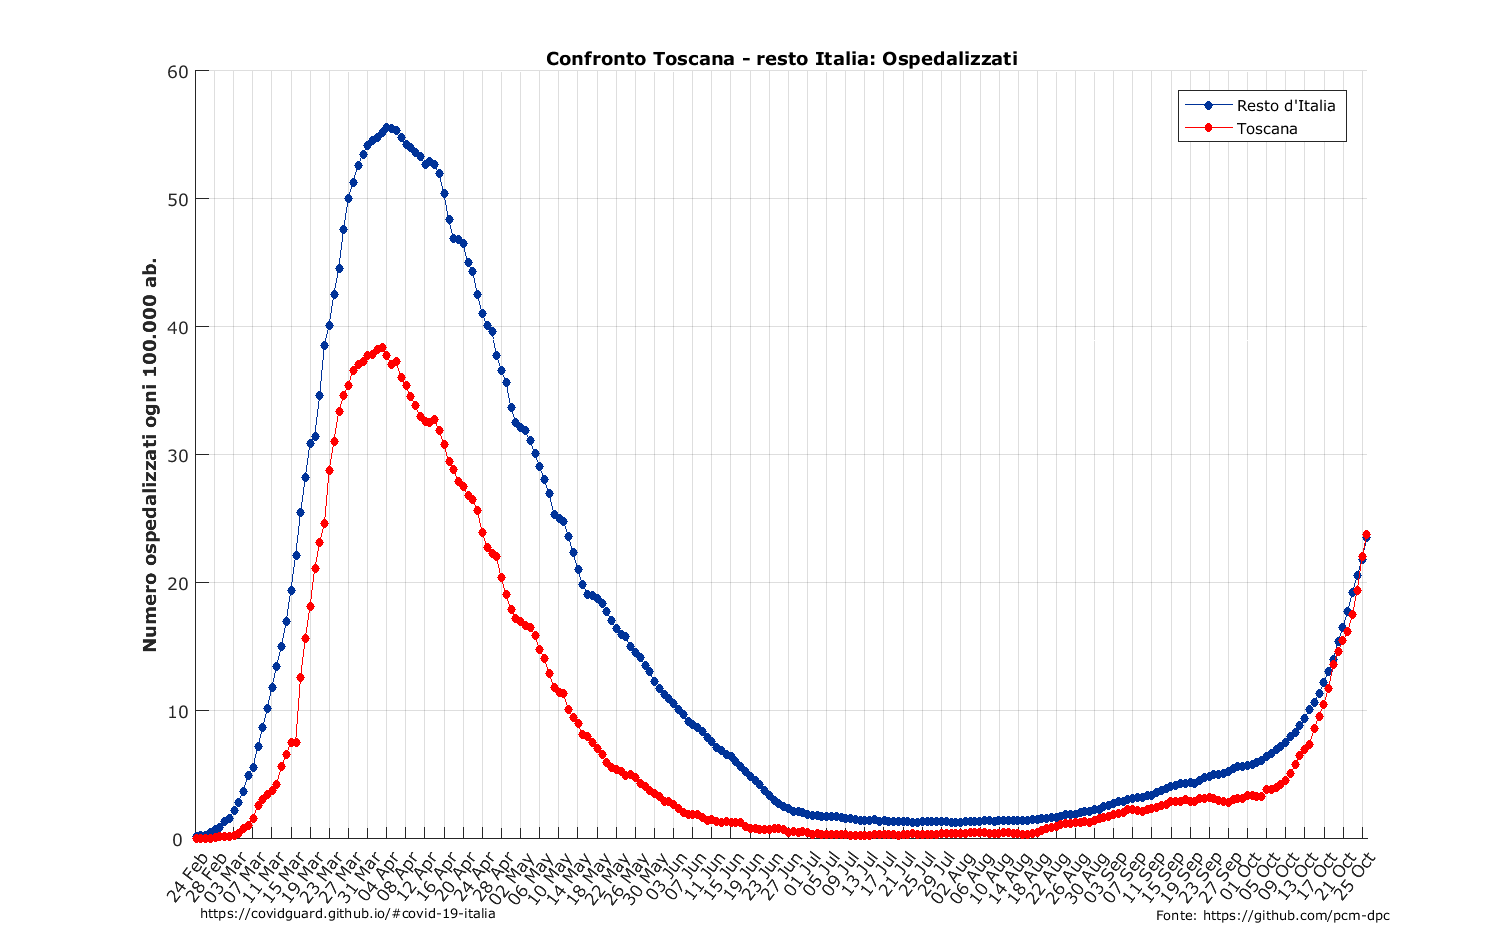 Confronto Toscana - resto Italia: Ospedalizzati
Resto d'Italia
Toscana
Numero ospedalizzati ogni 100.000 ab.
60
50
40
30
20
10
0
24 Feb
28 Feb
03 Mar
07 Mar
11 Mar
15 Mar
19 Mar
23 Mar
27 Mar
31 Mar
04 Apr
08 Apr
12 Apr
16 Apr
20 Apr
24 Apr
28 Apr
02 May
06 May
10 May
14 May
18 May
22 May
26 May
30 May
03 Jun
07 Jun
11 Jun
15 Jun
19 Jun
23 Jun
27 Jun
01 Jul
05 Jul
09 Jul
13 Jul
17 Jul
21 Jul
25 Jul
29 Jul
02 Aug
06 Aug
10 Aug
14 Aug
18 Aug
22 Aug
26 Aug
30 Aug
03 Sep
07 Sep
11 Sep
15 Sep
19 Sep
23 Sep
27 Sep
01 Oct
05 Oct
09 Oct
13 Oct
17 Oct
21 Oct
25 Oct
https://covidguard.github.io/#covid-19-italia
Fonte: https://github.com/pcm-dpc